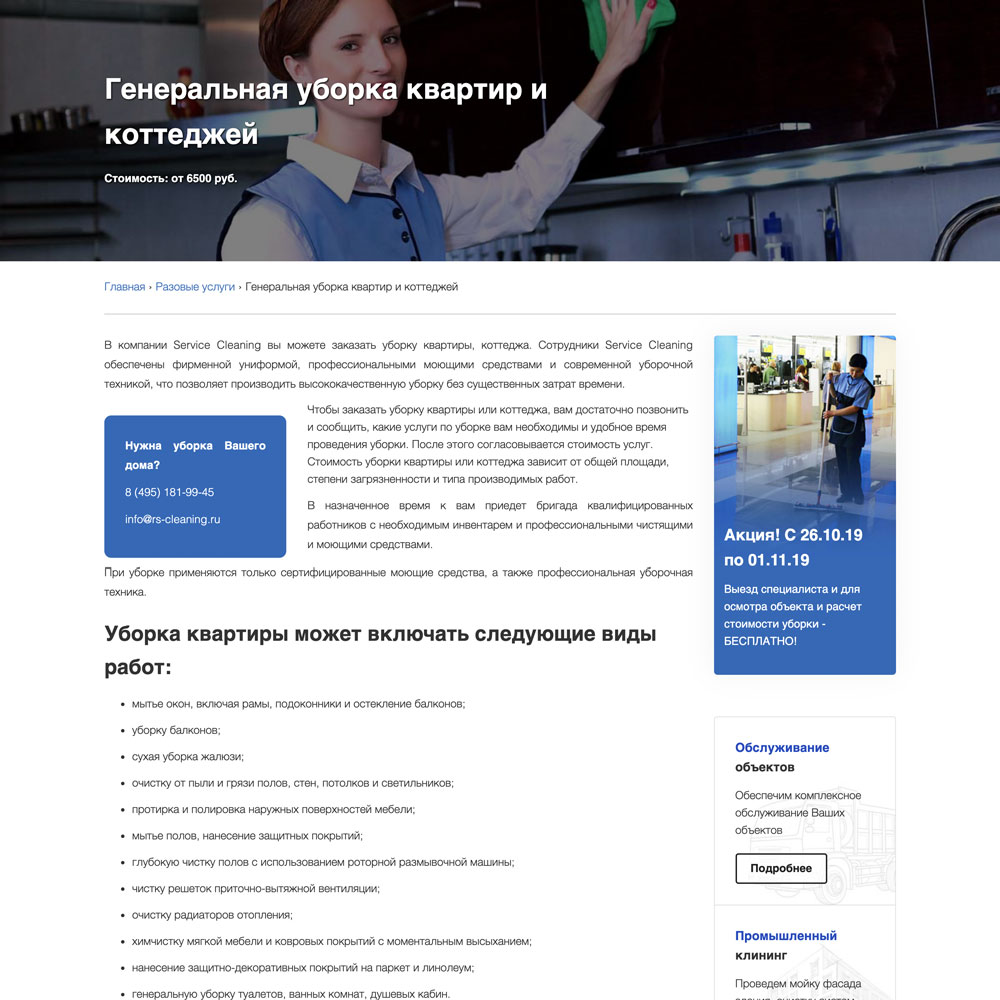 Генеральная уборка квартир и
коттеджей
Стоимость: от 6500 руб.
Главная › Разовые услуги › Генеральная уборка квартир и коттеджей
В компании Service Cleaning вы можете заказать уборку квартиры, коттеджа. Сотрудники Service Cleaning
обеспечены фирменной униформой, профессиональными моющими средствами и современной уборочной
техникой, что позволяет производить высококачественную уборку без существенных затрат времени.
Нужна уборка Вашего
дома?
8 (495) 181-99-45
info@rs-cleaning.ru
Чтобы заказать уборку квартиры или коттеджа, вам достаточно позвонить
и сообщить, какие услуги по уборке вам необходимы и удобное время
проведения уборки. После этого согласовывается стоимость услуг.
Стоимость уборки квартиры или коттеджа зависит от общей площади,
степени загрязненности и типа производимых работ.
В назначенное время к вам приедет бригада квалифицированных
работников с необходимым инвентарем и профессиональными чистящими
и моющими средствами.
При уборке применяются только сертифицированные моющие средства, а также профессиональная уборочная
техника.
Уборка квартиры может включать следующие виды
работ:
• мытье окон, включая рамы, подоконники и остекление балконов;
• уборку балконов;
• сухая уборка жалюзи;
• очистку от пыли и грязи полов, стен, потолков и светильников;
• протирка и полировка наружных поверхностей мебели;
• мытье полов, нанесение защитных покрытий;
• глубокую чистку полов с использованием роторной размывочной машины;
• чистку решеток приточно-вытяжной вентиляции;
• очистку радиаторов отопления;
• химчистку мягкой мебели и ковровых покрытий с моментальным высыханием;
• нанесение защитно-декоративных покрытий на паркет и линолеум;
• генеральную уборку туалетов, ванных комнат, душевых кабин.
Акция! С 26.10.19
по 01.11.19
Выезд специалиста и для
осмотра объекта и расчет
стоимости уборки -
БЕСПЛАТНО!
Обслуживание
объектов
Обеспечим комплексное
обслуживание Ваших
объектов
Подробнее
Промышленный
клининг
Проведем мойку фасада
здания, очистку систем